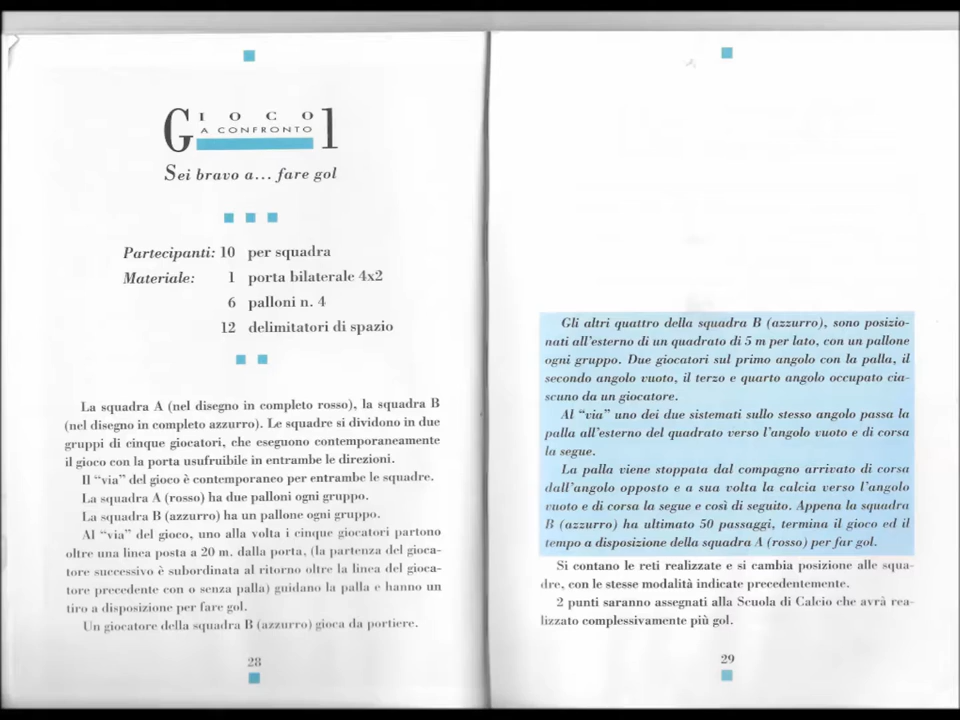 GIOCO 1
A CONFRONTO
Sei bravo a... fare gol
Partecipanti: 10 per squadra
Materiale: 1 porta bilaterale 4x2
6 palloni n. 4
12 delimitatori di spazio
La squadra A (nel disegno in completo rosso), la squadra B
(nel disegno in completo azzurro). Le squadre si dividono in due
gruppi di cinque giocatori, che eseguono contemporaneamente
il gioco con la porta usufruibile in entrambe le direzioni.
Il “via” del gioco è contemporaneo per entrambe le squadre.
La squadra A (rosso) ha due palloni ogni gruppo.
La squadra B (azzurro) ha un pallone ogni gruppo.
Al “via” del gioco, uno alla volta i cinque giocatori partono
oltre una linea posta a 20 m. dalla porta, (la partenza del gioca-
tore successivo è subordinata al ritorno oltre la linea del gioca-
tore precedente con o senza palla) guidano la palla e hanno un
tiro a disposizione per fare gol.
Un giocatore della squadra B (azzurro) gioca da portiere.
28
Gli altri quattro della squadra B (azzurro), sono posizio-
nati all'esterno di un quadrato di 5 m per lato, con un pallone
ogni gruppo. Due giocatori sul primo angolo con la palla, il
secondo angolo vuoto, il terzo e quarto angolo occupato cia-
scuno da un giocatore.
Al “via” uno dei due sistemati sullo stesso angolo passa la
palla all'esterno del quadrato verso l'angolo vuoto e di corsa
la segue.
La palla viene stoppata dal compagno arrivato di corsa
dall'angolo opposto e a sua volta la calcia verso l'angolo
vuoto e di corsa la segue e così di seguito. Appena la squadra
B (azzurro) ha ultimato 50 passaggi, termina il gioco ed il
tempo a disposizione della squadra A (rosso) per far gol.
Si contano le reti realizzate e si cambia posizione alle squa-
dre, con le stesse modalità indicate precedentemente.
2 punti saranno assegnati alla Scuola di Calcio che avrà rea-
lizzato complessivamente più gol.
29